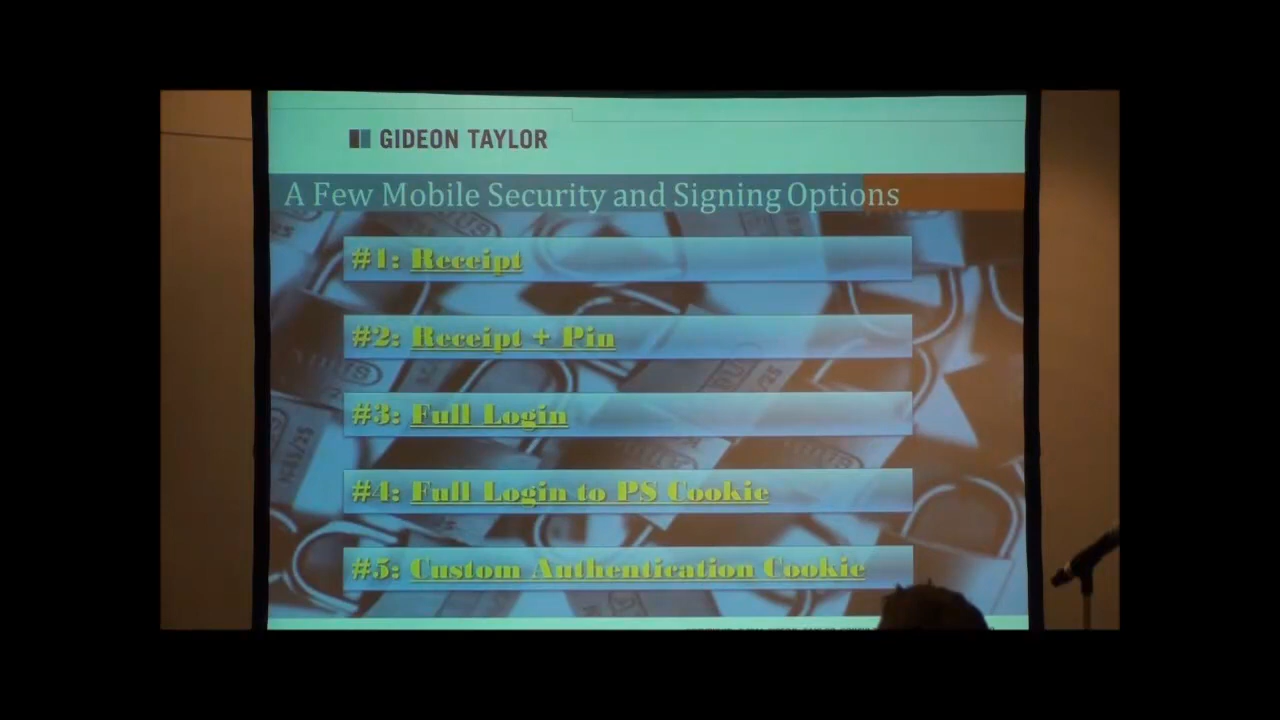 GIDEON TAYLOR
A Few Mobile Security and Signing Options
#1: Receipt
#2: Receipt + Pin
#3: Full Login
#4: Full Login to PS Cookie
#5: Custom Authentication Cookie